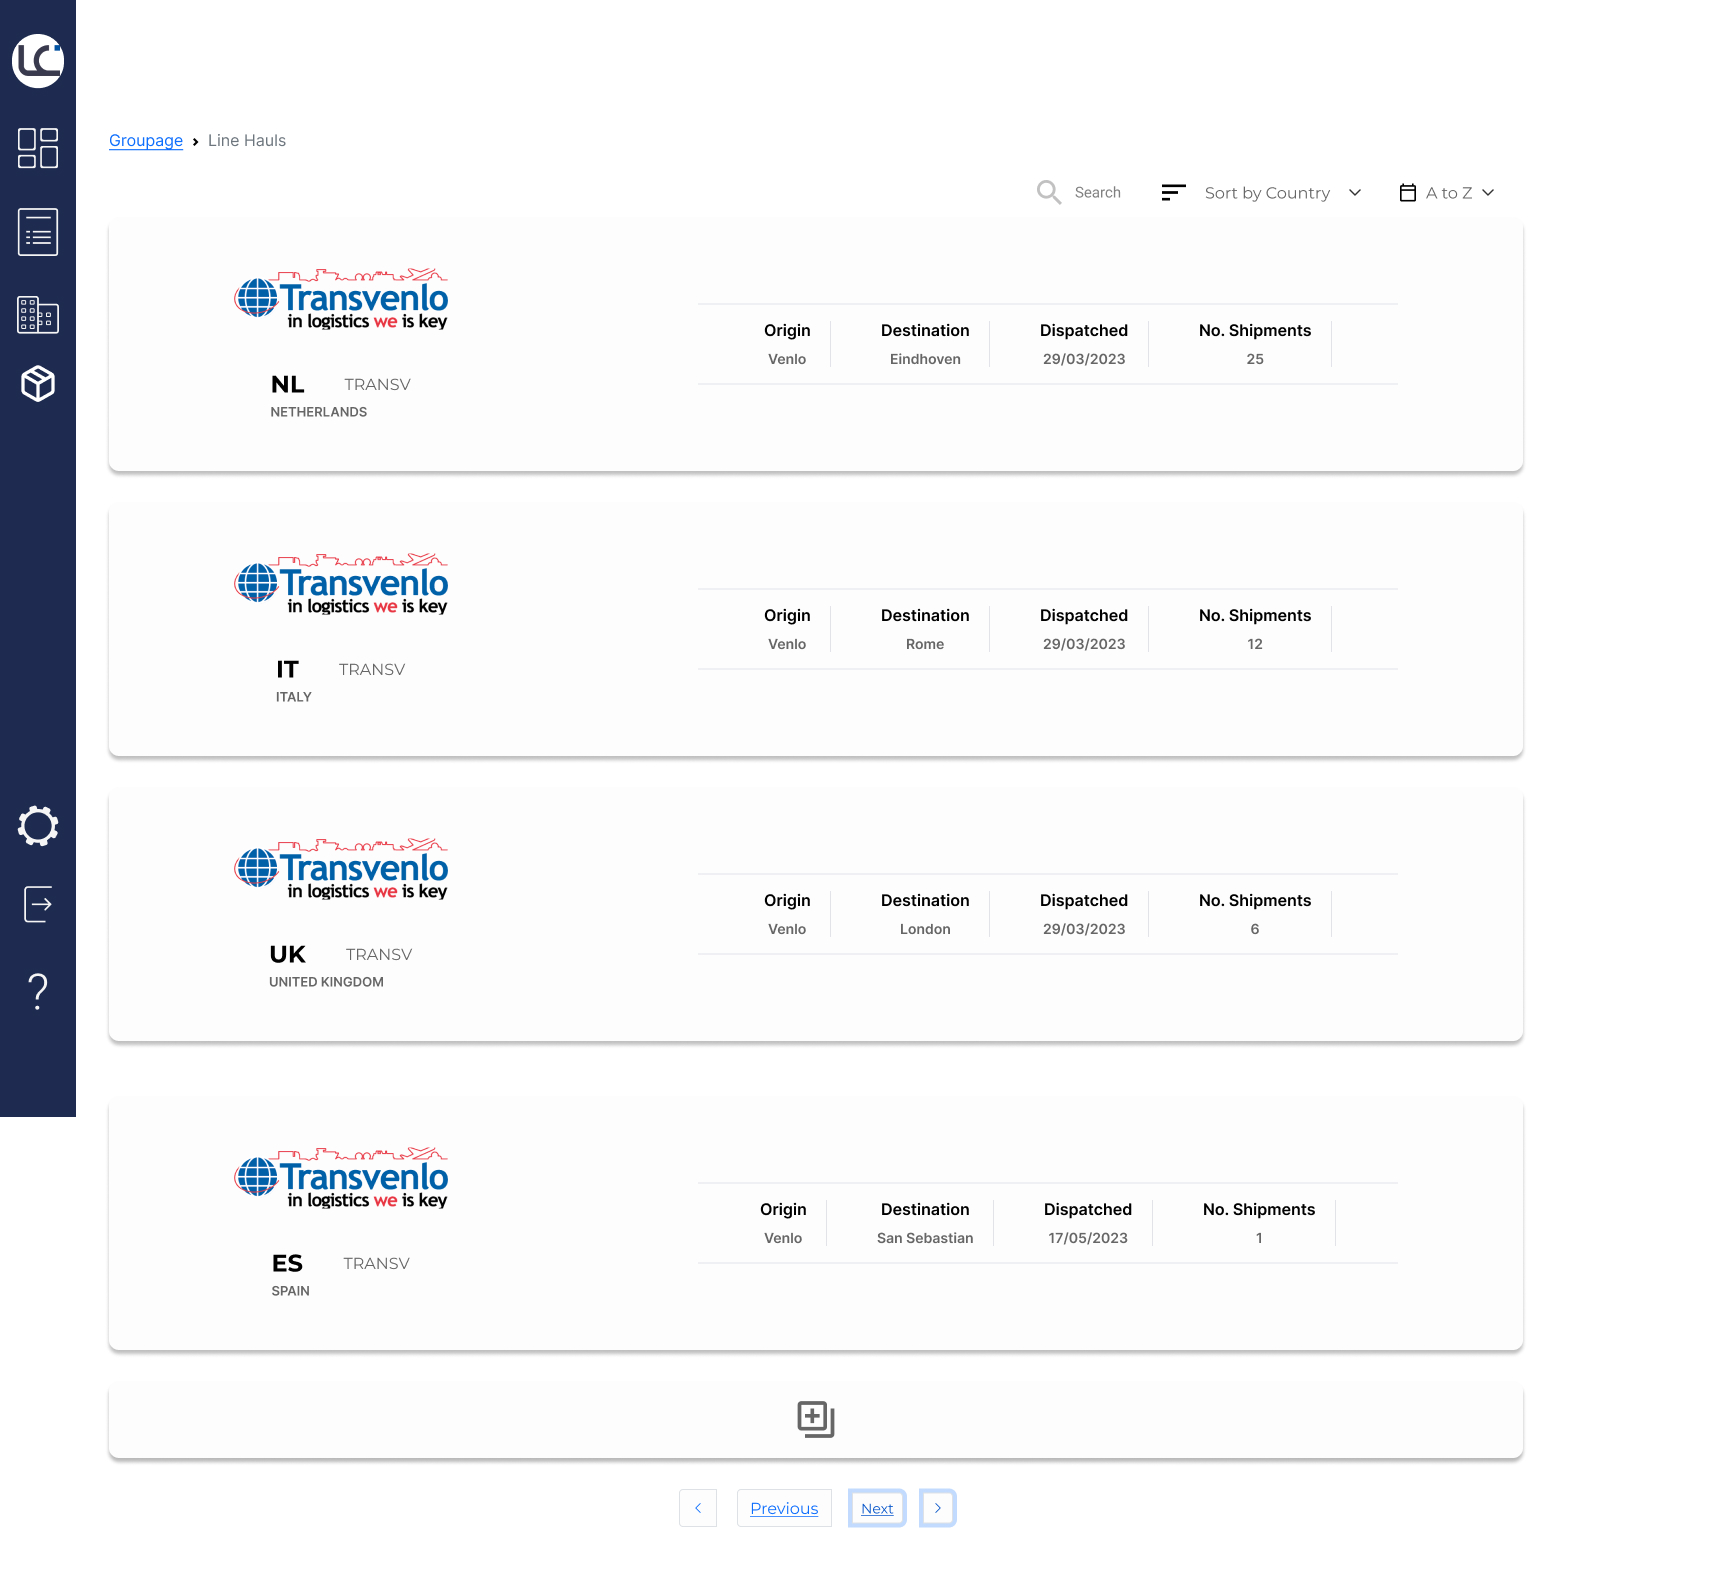 LC
Groupage › Line Hauls
Search Sort by Country A to Z
Transvenlo
in logistics we is key
NL TRANSV
NETHERLANDS
Origin Destination Dispatched No. Shipments
Venlo Eindhoven 29/03/2023 25
Transvenlo
in logistics we is key
IT TRANSV
ITALY
Origin Destination Dispatched No. Shipments
Venlo Rome 29/03/2023 12
Transvenlo
in logistics we is key
UK TRANSV
UNITED KINGDOM
Origin Destination Dispatched No. Shipments
Venlo London 29/03/2023 6
Transvenlo
in logistics we is key
ES TRANSV
SPAIN
Origin Destination Dispatched No. Shipments
Venlo San Sebastian 17/05/2023 1
Previous Next